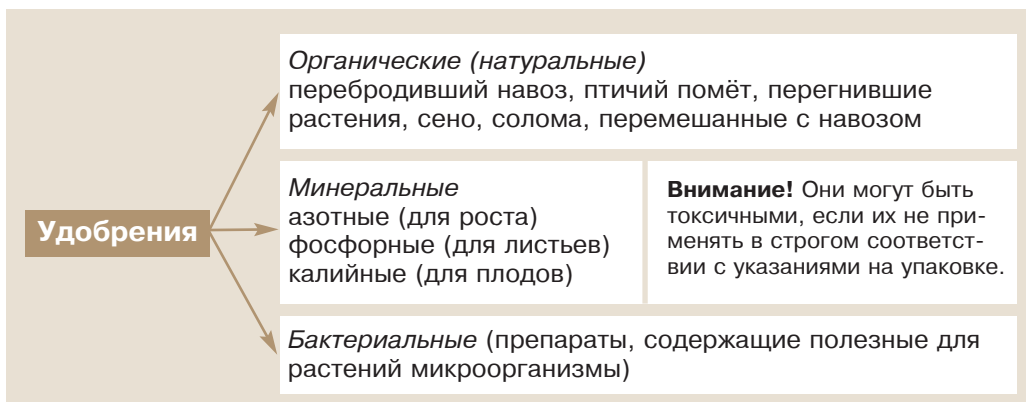 Органические (натуральные)
перебродивший навоз, птичий помёт, перегнившие
растения, сено, солома, перемешанные с навозом
Удобрения
Минеральные
азотные (для роста)
фосфорные (для листьев)
калийные (для плодов)
Внимание! Они могут быть
токсичными, если их не при-
менять в строгом соответст-
вии с указаниями на упаковке.
Бактериальные (препараты, содержащие полезные для
растений микроорганизмы)